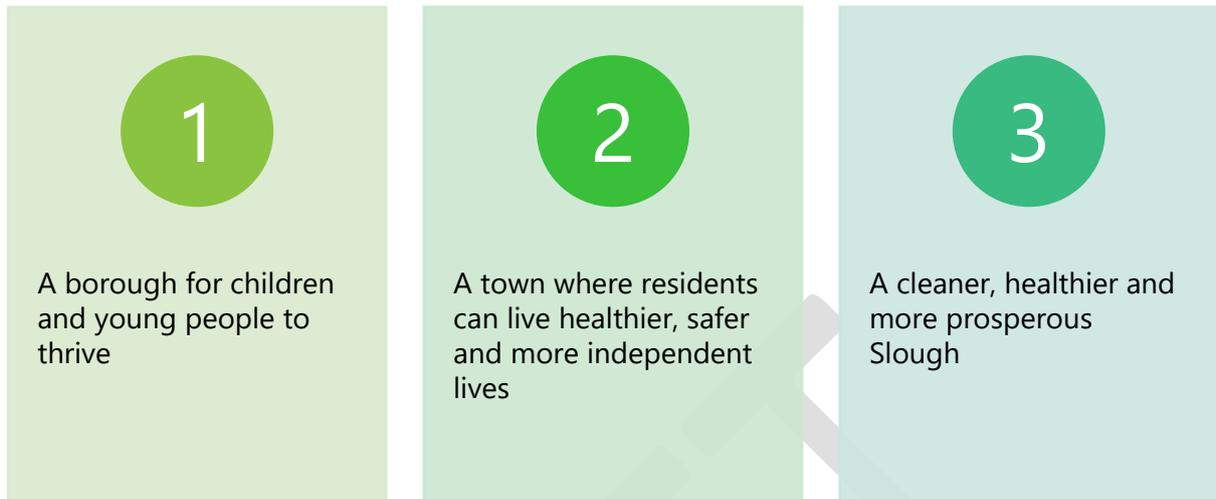 1
A borough for children
and young people to
thrive
2
A town where residents
can live healthier, safer
and more independent
lives
3
A cleaner, healthier and
more prosperous
Slough